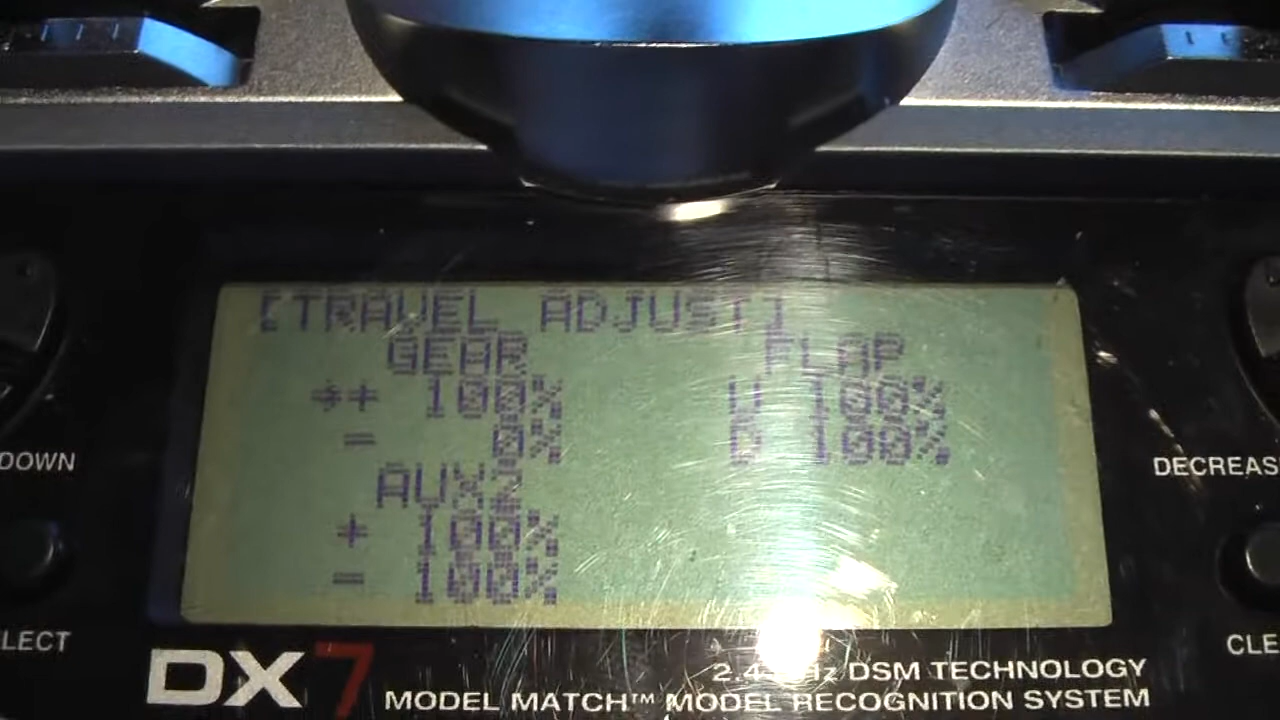 [TRAVEL ADJUST]
GEAR FLAP
++ 100% U 100%
- 0% D 100%
AUX2
+ 100%
- 100%
DOWN
DECREAS
LECT
CLE
DX7
DSM TECHNOLOGY
MODEL MATCH™ MODEL RECOGNITION SYSTEM